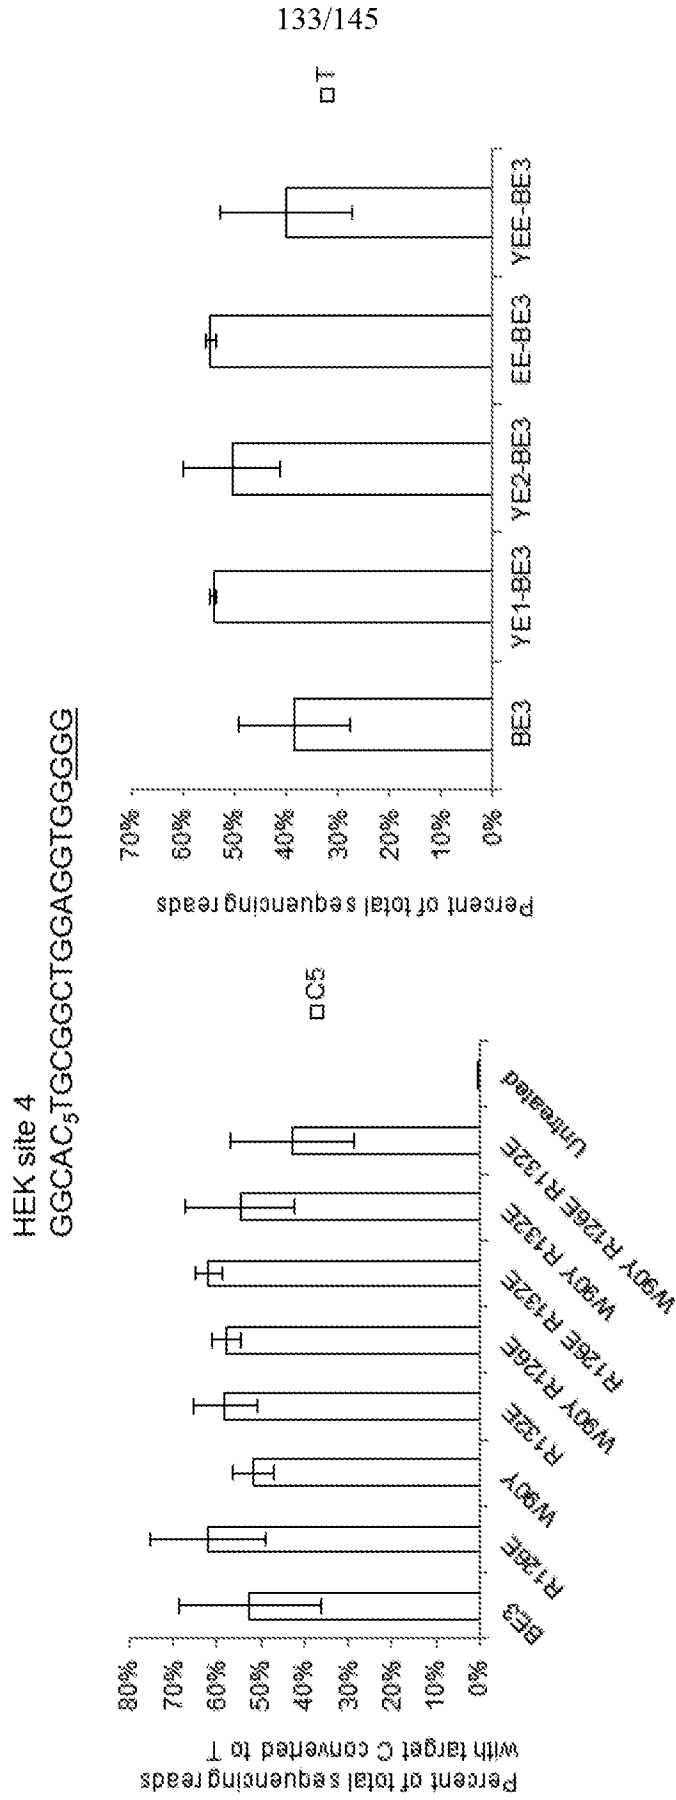 133/145
HEK site 4
GGCAC5TGCGGCTGGAGGTGGGGG
Percent of total sequencing reads
with target C converted to T
80%
70%
60%
50%
40%
30%
20%
10%
0%
BE3
R126E
W90Y
R132E
W90Y R126E
R126E R132E
W90Y R132E
W90Y R126E R132E
Untreated
C5
Percent of total sequencing reads
70%
60%
50%
40%
30%
20%
10%
0%
BE3
YE1-BE3
YE2-BE3
EE-BE3
YEE-BE3
T